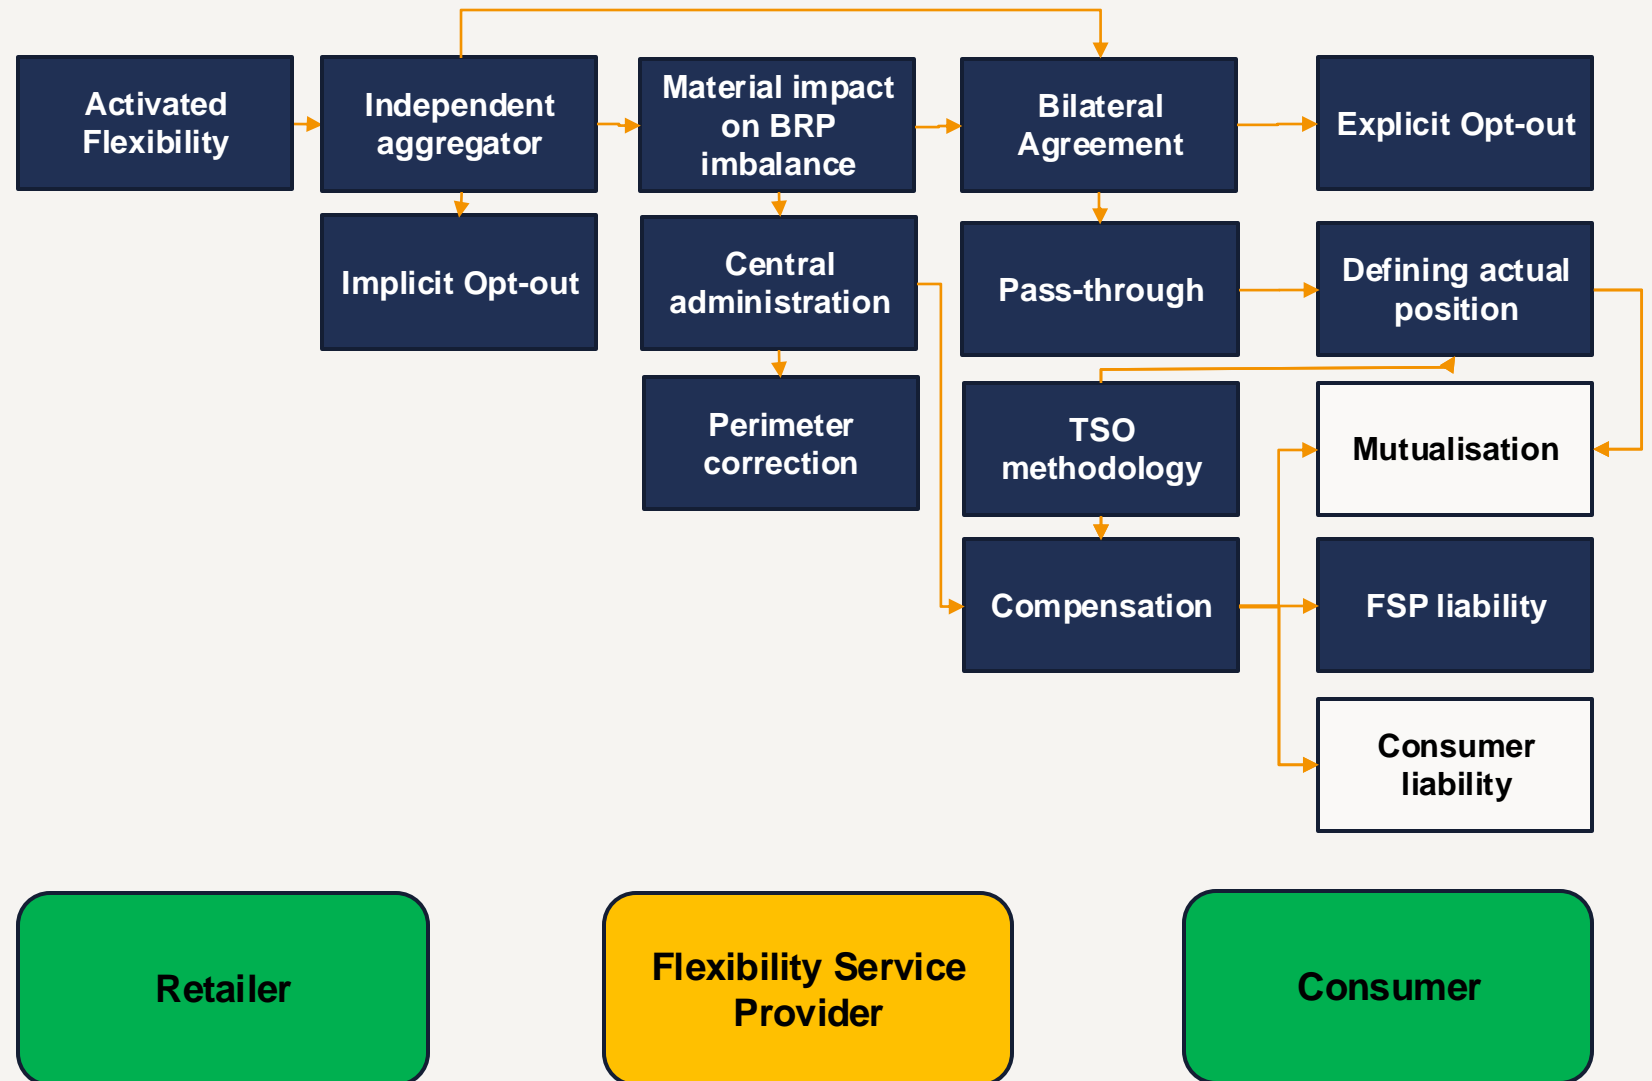 Activated
Flexibility
Independent
aggregator
Material impact
on BRP
imbalance
Bilateral
Agreement
Explicit Opt-out
Implicit Opt-out
Central
administration
Pass-through
Defining actual
position
Perimeter
correction
TSO
methodology
Mutualisation
Compensation
FSP liability
Consumer
liability
Retailer
Flexibility Service
Provider
Consumer